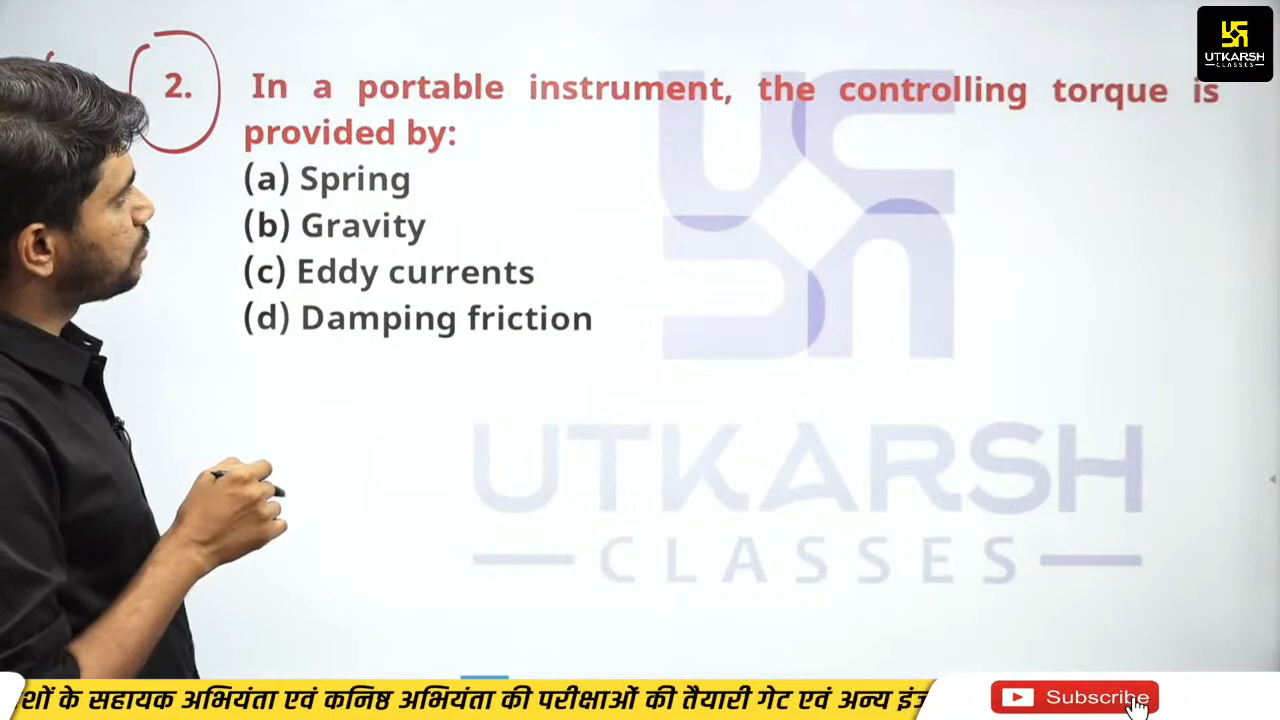 UTKARSH
CLASSES
2. In a portable instrument, the controlling torque is
provided by:
(a) Spring
(b) Gravity
(c) Eddy currents
(d) Damping friction
UTKARSH
CLASSES
शों के सहायक अभियंता एवं कनिष्ठ अभियंता की परीक्षाओं की तैयारी गेट एवं अन्य इं
Subscribe